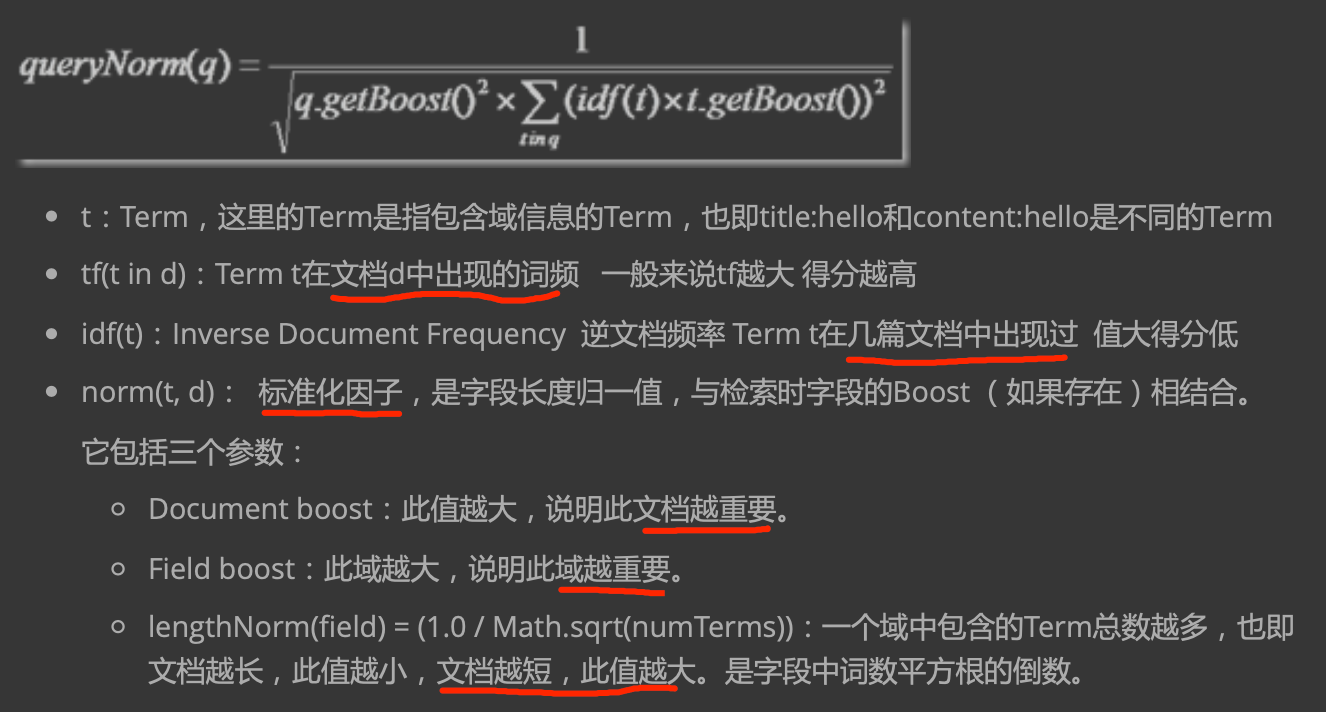 queryNorm(q) = 1 / √(q.getBoost()² × ∑ t in q (idf(t)×t.getBoost())²)
• t：Term，这里的Term是指包含域信息的Term，也即title:hello和content:hello是不同的Term
• tf(t in d)：Term t在文档d中出现的词频 一般来说tf越大 得分越高
• idf(t)：Inverse Document Frequency 逆文档频率 Term t在几篇文档中出现过 值大得分低
• norm(t, d)： 标准化因子，是字段长度归一值，与检索时字段的Boost（如果存在）相结合。
它包括三个参数：
○ Document boost：此值越大，说明此文档越重要。
○ Field boost：此域越大，说明此域越重要。
○ lengthNorm(field) = (1.0 / Math.sqrt(numTerms))：一个域中包含的Term总数越多，也即
文档越长，此值越小，文档越短，此值越大。是字段中词数平方根的倒数。